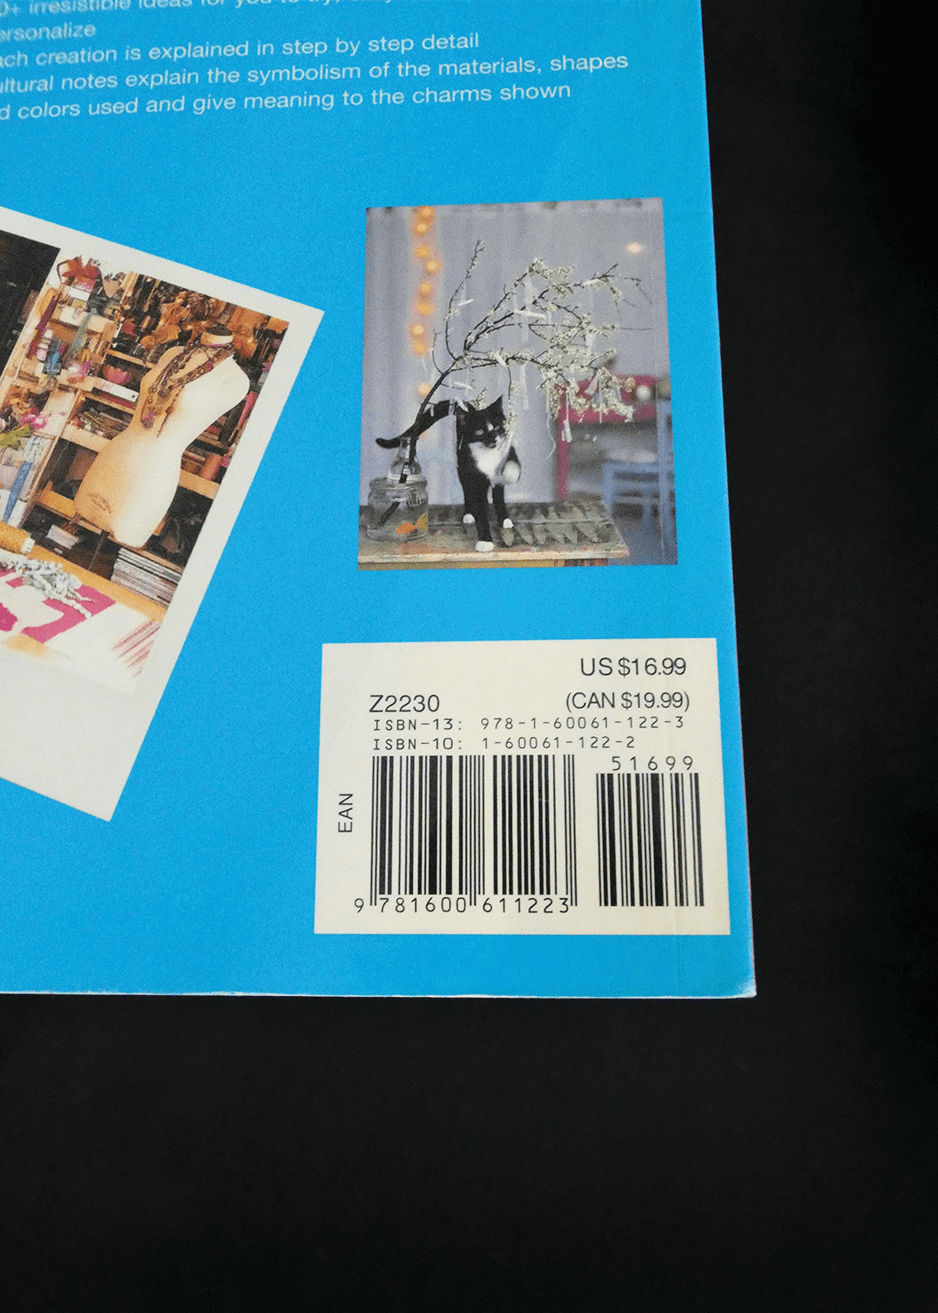 0+ irresistible ideas for you to try,
ersonalize
ach creation is explained in step by step detail
ultural notes explain the symbolism of the materials, shapes
d colors used and give meaning to the charms shown
US $16.99
Z2230 (CAN $19.99)
ISBN-13: 978-1-60061-122-3
ISBN-10: 1-60061-122-2
51699
EAN
9 781600 611223